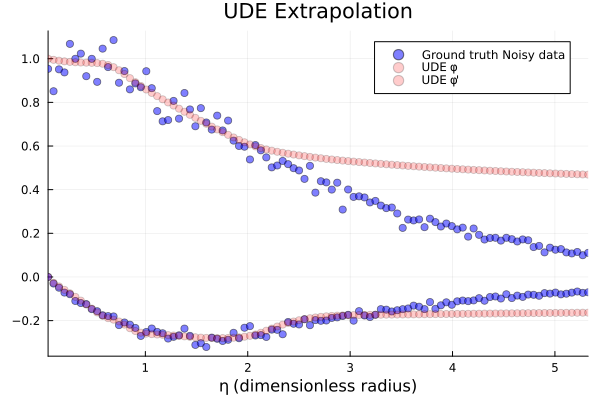 UDE Extrapolation
Ground truth Noisy data
UDE φ
UDE φ'
1.0
0.8
0.6
0.4
0.2
0.0
−0.2
1 2 3 4 5
η (dimensionless radius)